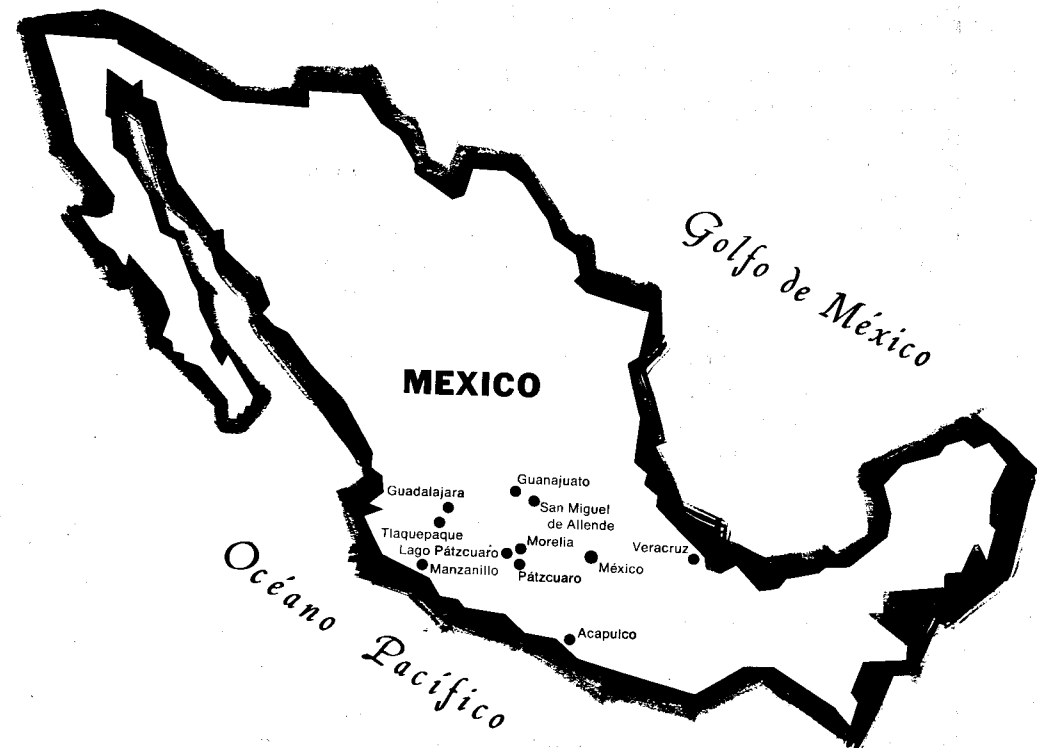 Golfo de México
MEXICO
Guanajuato
Guadalajara
San Miguel
de Allende
Tlaquepaque
Morelia
Lago Pátzcuaro
Veracruz
Manzanillo
México
Pátzcuaro
Acapulco
Océano Pacífico